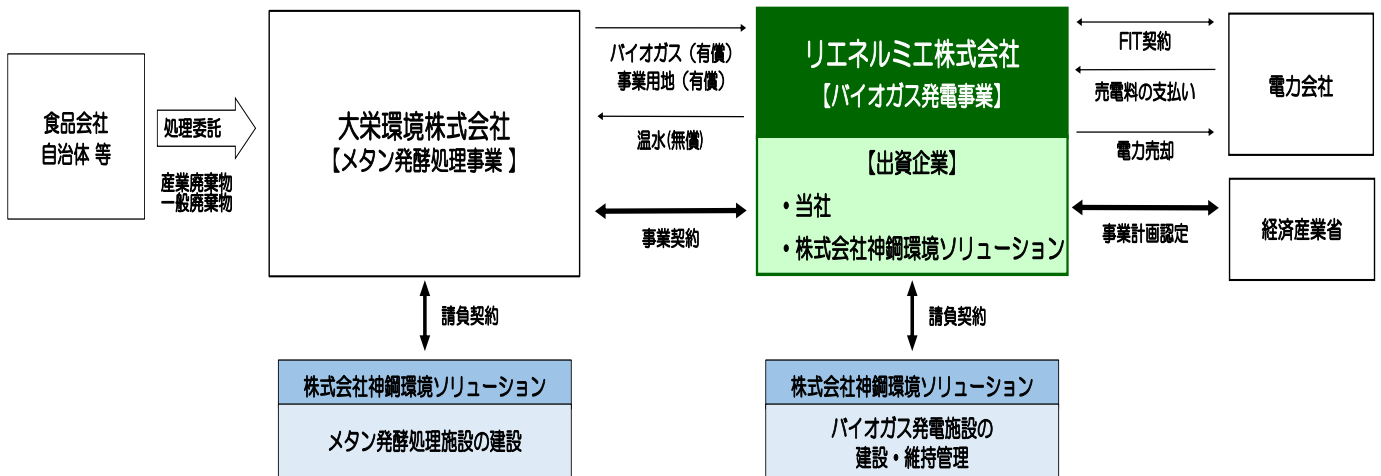 食品会社
自治体 等
処理委託
産業廃棄物
一般廃棄物
大栄環境株式会社
【メタン発酵処理事業 】
バイオガス（有償）
事業用地（有償）
温水(無償)
事業契約
リエネルミエ株式会社
【バイオガス発電事業】
【出資企業】
・当社
・株式会社神鋼環境ソリューション
FIT契約
売電料の支払い
電力売却
電力会社
事業計画認定
経済産業省
請負契約
株式会社神鋼環境ソリューション
メタン発酵処理施設の建設
請負契約
株式会社神鋼環境ソリューション
バイオガス発電施設の
建設・維持管理